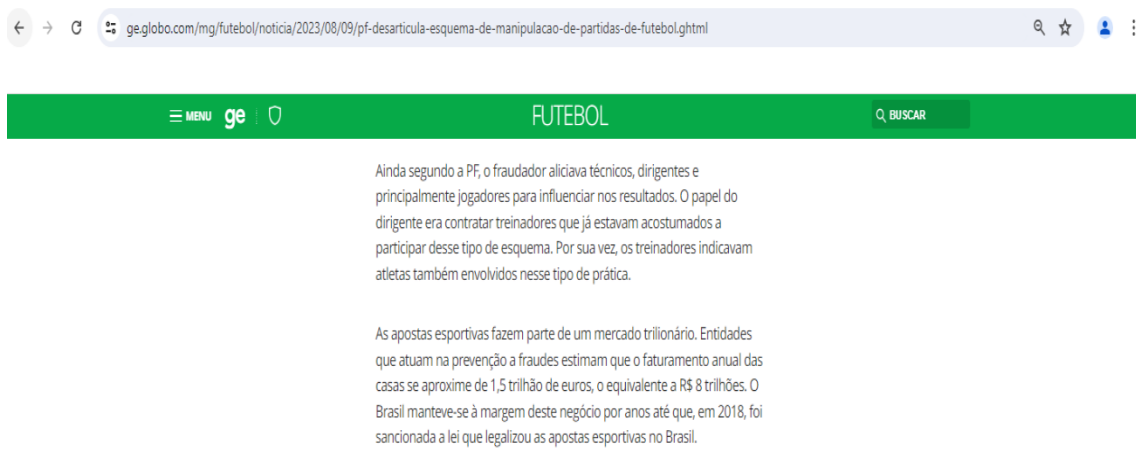 ge.globo.com/mg/futebol/noticia/2023/08/09/pf-desarticula-esquema-de-manipulacao-de-partidas-de-futebol.ghtml
MENU ge FUTEBOL BUSCAR
Ainda segundo a PF, o fraudador aliciava técnicos, dirigentes e
principalmente jogadores para influenciar nos resultados. O papel do
dirigente era contratar treinadores que já estavam acostumados a
participar desse tipo de esquema. Por sua vez, os treinadores indicavam
atletas também envolvidos nesse tipo de prática.
As apostas esportivas fazem parte de um mercado trilionário. Entidades
que atuam na prevenção a fraudes estimam que o faturamento anual das
casas se aproxime de 1,5 trilhão de euros, o equivalente a R$ 8 trilhões. O
Brasil manteve-se à margem deste negócio por anos até que, em 2018, foi
sancionada a lei que legalizou as apostas esportivas no Brasil.